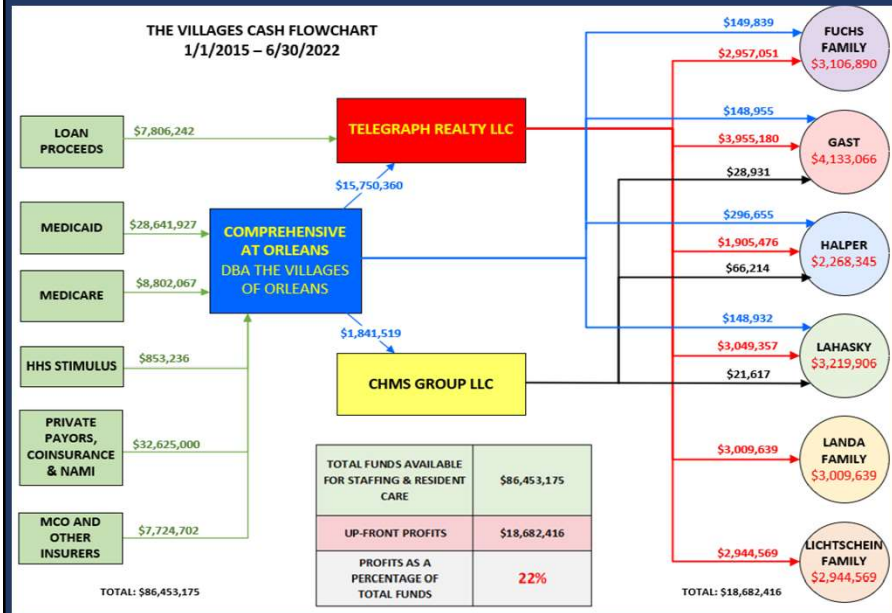 THE VILLAGES CASH FLOWCHART
1/1/2015 – 6/30/2022
LOAN
PROCEEDS
$7,806,242
MEDICAID
$28,641,927
MEDICARE
$8,802,067
HHS STIMULUS
$853,236
PRIVATE
PAYORS,
COINSURANCE
& NAMI
$32,625,000
MCO AND
OTHER
INSURERS
$7,724,702
TOTAL: $86,453,175
TELEGRAPH REALTY LLC
$15,750,360
COMPREHENSIVE
AT ORLEANS
DBA THE VILLAGES
OF ORLEANS
$1,841,519
CHMS GROUP LLC
TOTAL FUNDS AVAILABLE
FOR STAFFING & RESIDENT
CARE
$86,453,175
UP-FRONT PROFITS
$18,682,416
PROFITS AS A
PERCENTAGE OF
TOTAL FUNDS
22%
$149,839
$2,957,051
FUCHS
FAMILY
$3,106,890
$148,955
$3,955,180
$28,931
GAST
$4,133,066
$296,655
$1,905,476
$66,214
HALPER
$2,268,345
$148,932
$3,049,357
$21,617
LAHASKY
$3,219,906
$3,009,639
LANDA
FAMILY
$3,009,639
$2,944,569
LICHTSCHEIN
FAMILY
$2,944,569
TOTAL: $18,682,416